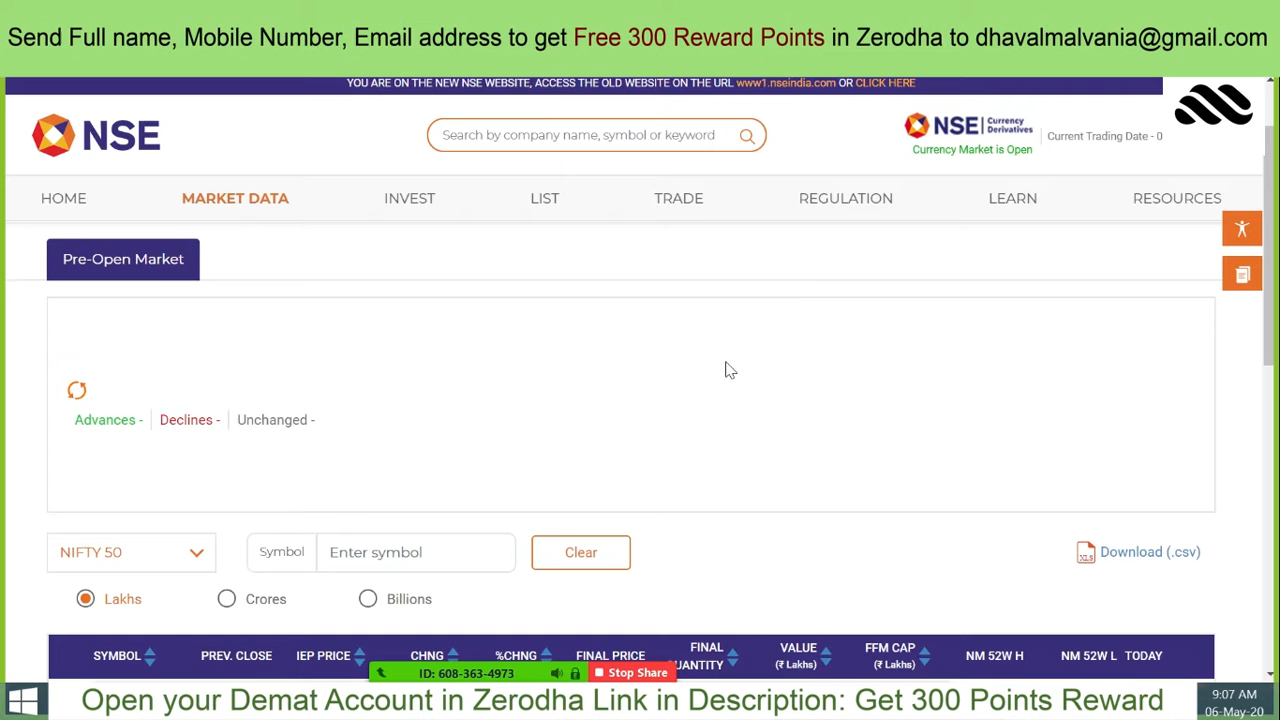 Send Full name, Mobile Number, Email address to get Free 300 Reward Points in Zerodha to dhavalmalvania@gmail.com
YOU ARE ON THE NEW NSE WEBSITE, ACCESS THE OLD WEBSITE ON THE URL www1.nseindia.com OR CLICK HERE
NSE
Search by company name, symbol or keyword
NSE Currency Derivatives
Currency Market is Open
Current Trading Date - 0
HOME MARKET DATA INVEST LIST TRADE REGULATION LEARN RESOURCES
Pre-Open Market
Advances - Declines - Unchanged -
NIFTY 50 Symbol Enter symbol Clear XLS Download (.csv)
Lakhs Crores Billions
SYMBOL PREV. CLOSE IEP PRICE CHNG %CHNG FINAL PRICE FINAL QUANTITY VALUE (₹ Lakhs) FFM CAP (₹ Lakhs) NM 52W H NM 52W L TODAY
ID: 608-363-4973 Stop Share
Open your Demat Account in Zerodha Link in Description: Get 300 Points Reward
9:07 AM
06-May-20